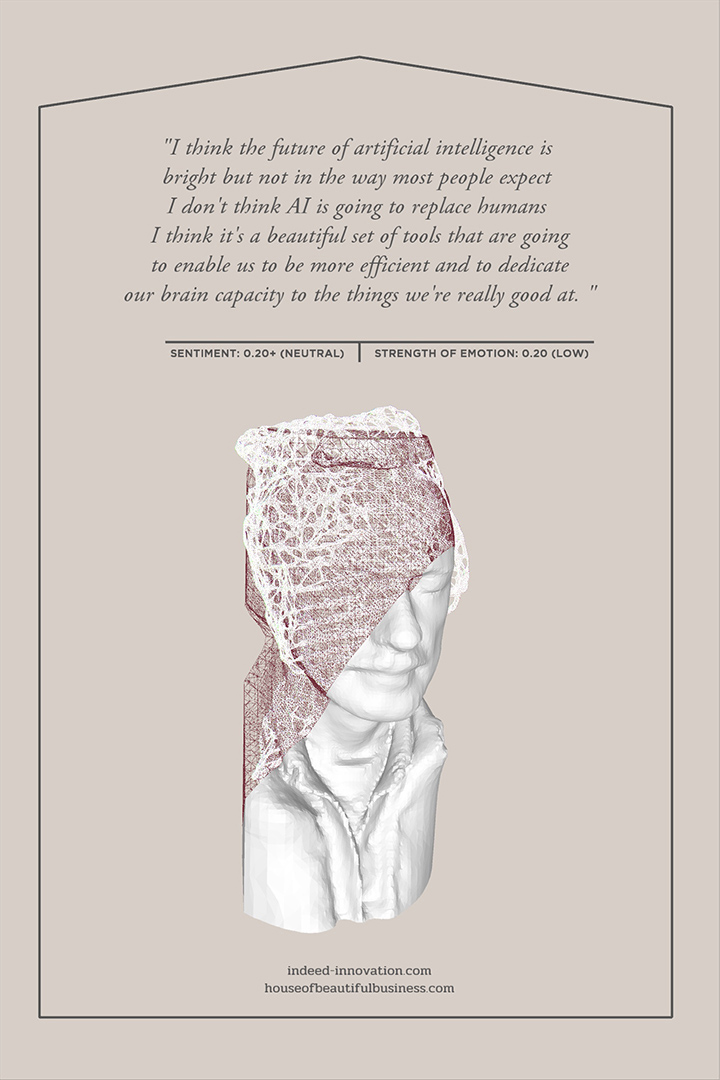 "I think the future of artificial intelligence is
bright but not in the way most people expect
I don't think AI is going to replace humans
I think it's a beautiful set of tools that are going
to enable us to be more efficient and to dedicate
our brain capacity to the things we're really good at. "
SENTIMENT: 0.20+ (NEUTRAL) STRENGTH OF EMOTION: 0.20 (LOW)
indeed-innovation.com
houseofbeautifulbusiness.com